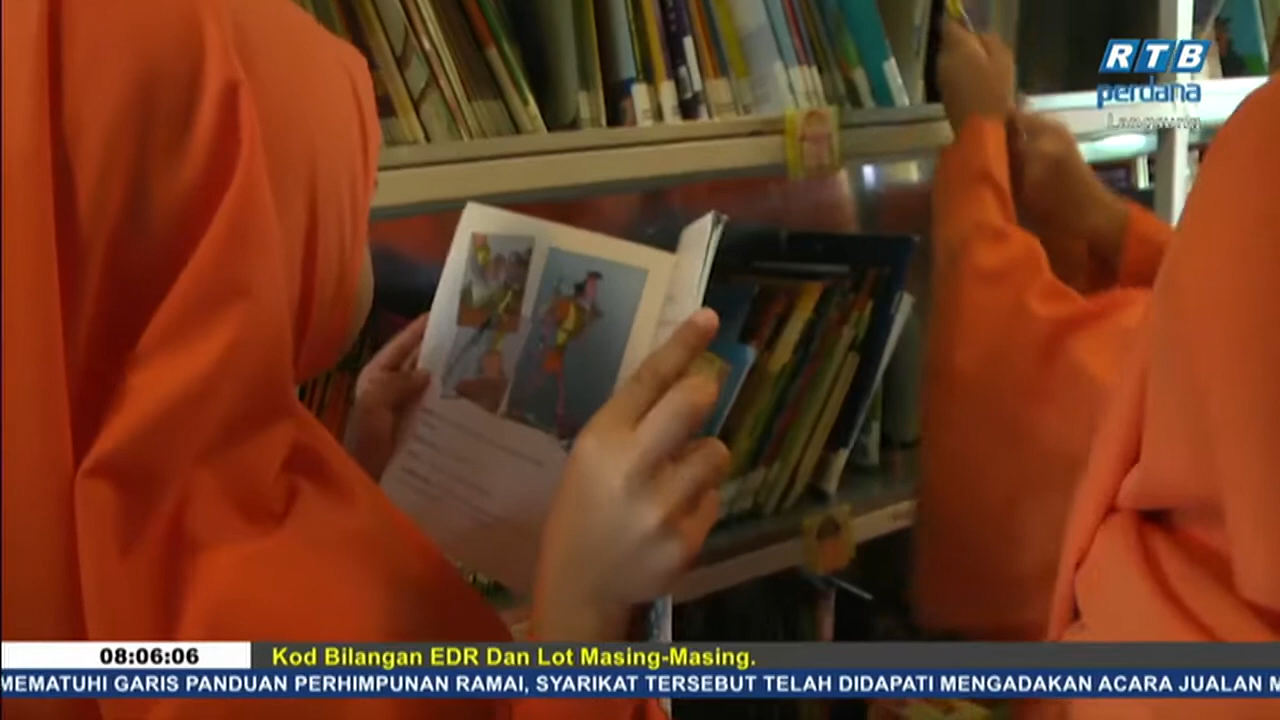 RTB
perdana
Langsung
08:06:06
Kod Bilangan EDR Dan Lot Masing-Masing.
MEMATUHI GARIS PANDUAN PERHIMPUNAN RAMAI, SYARIKAT TERSEBUT TELAH DIDAPATI MENGADAKAN ACARA JUALAN